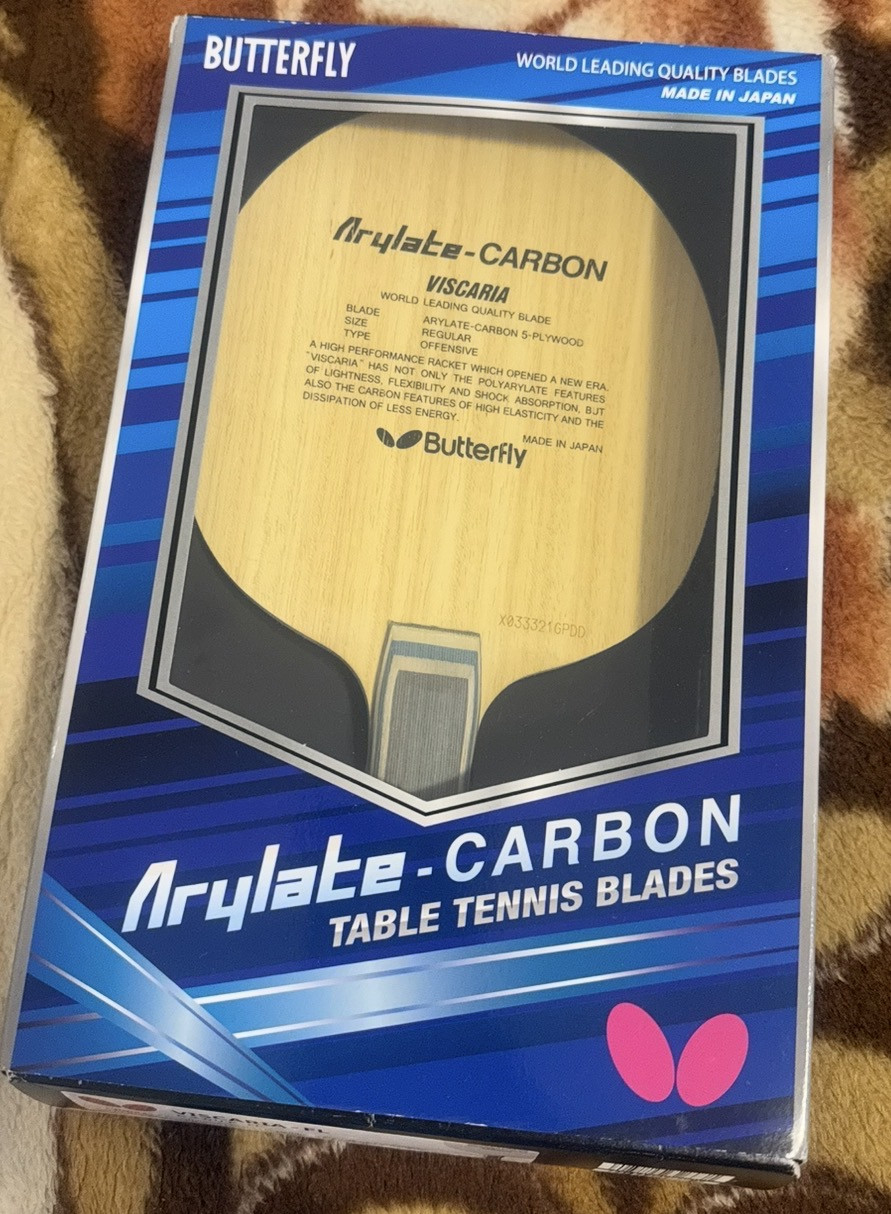 BUTTERFLY
WORLD LEADING QUALITY BLADES
MADE IN JAPAN
Arylate-CARBON
VISCARIA
WORLD LEADING QUALITY BLADE
BLADE ARYLATE-CARBON 5-PLYWOOD
SIZE REGULAR
TYPE OFFENSIVE
A HIGH PERFORMANCE RACKET WHICH OPENED A NEW ERA.
"VISCARIA" HAS NOT ONLY THE POLYARYLATE FEATURES
OF LIGHTNESS, FLEXIBILITY AND SHOCK ABSORPTION, BUT
ALSO THE CARBON FEATURES OF HIGH ELASTICITY AND THE
DISSIPATION OF LESS ENERGY.
MADE IN JAPAN
Butterfly
X033321GPDD
Arylate-CARBON
TABLE TENNIS BLADES
VISCARIA-FL